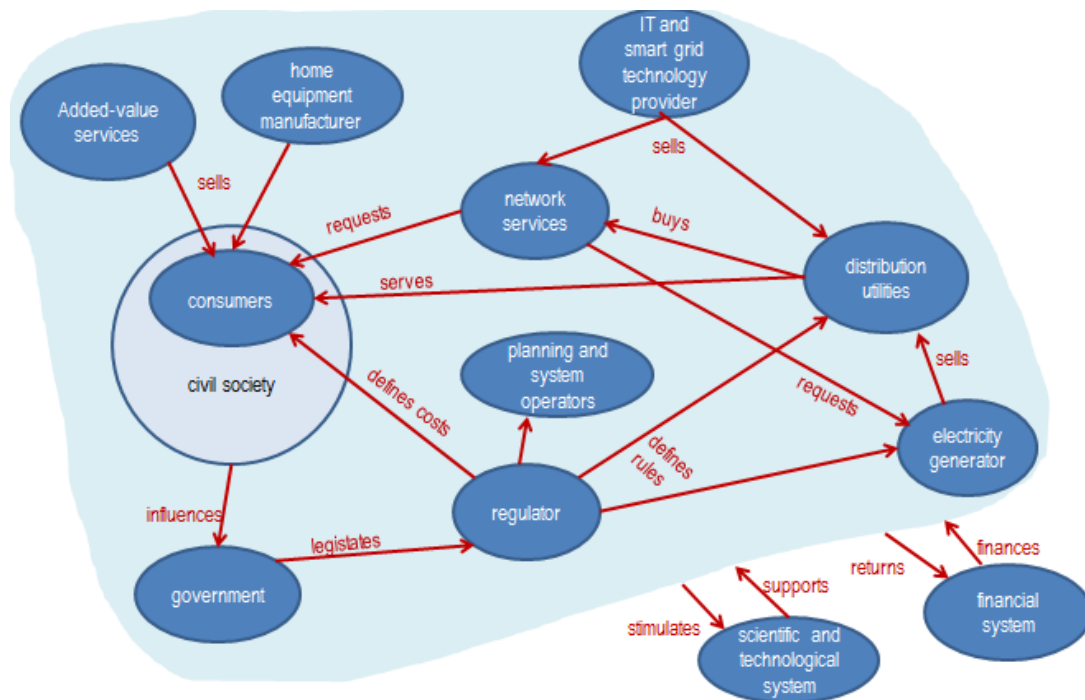 IT and
smart grid
technology
provider
home
equipment
manufacturer
Added-value
services
sells
sells
network
services
requests
buys
distribution
utilities
serves
consumers
planning and
system
operators
sells
civil society
defines costs
requests
defines
rules
electricity
generator
regulator
influences
legistates
government
finances
returns
supports
stimulates
financial
system
scientific and
technological
system